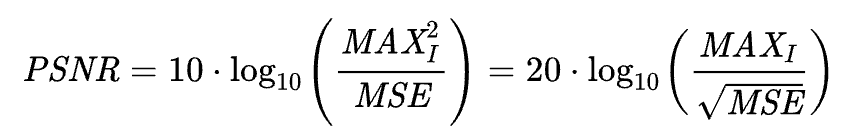 PSNR = 10 · log₁₀ ( MAX_I² / MSE ) = 20 · log₁₀ ( MAX_I / √MSE )